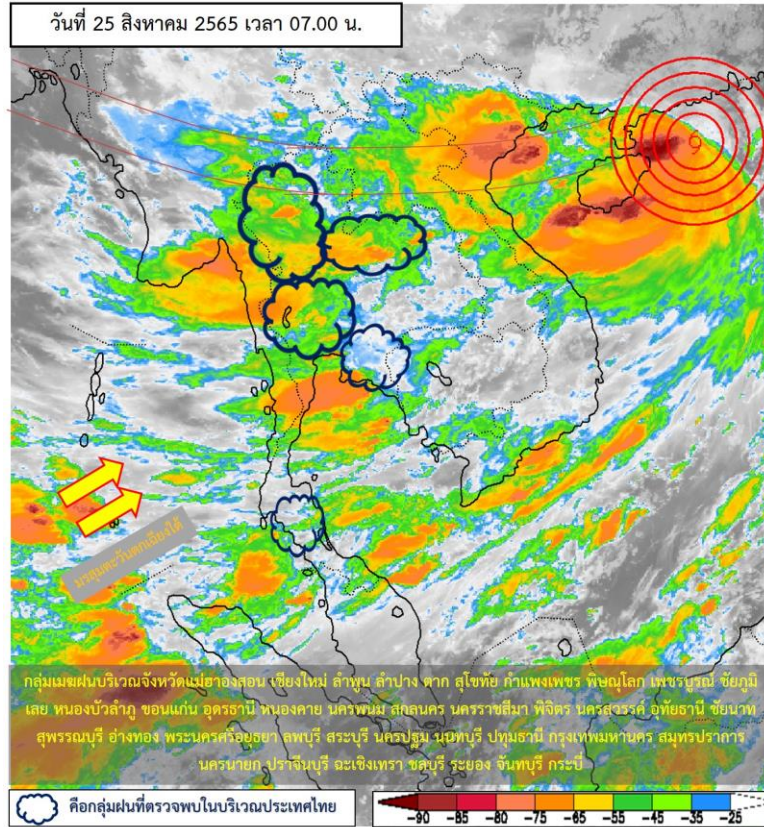 วันที่ 25 สิงหาคม 2565 เวลา 07.00 น.
มรสุมตะวันตกเฉียงใต้
กลุ่มเมฆฝนบริเวณจังหวัดแม่ฮ่องสอน เชียงใหม่ ลำพูน ลำปาง ตาก สุโขทัย กำแพงเพชร พิษณุโลก เพชรบูรณ์ ชัยภูมิ
เลย หนองบัวลำภู ขอนแก่น อุดรธานี หนองคาย นครพนม สกลนคร นครราชสีมา พิจิตร นครสวรรค์ อุทัยธานี ชัยนาท
สุพรรณบุรี อ่างทอง พระนครศรีอยุธยา ลพบุรี สระบุรี นครปฐม นนทบุรี ปทุมธานี กรุงเทพมหานคร สมุทรปราการ
นครนายก ปราจีนบุรี ฉะเชิงเทรา ชลบุรี ระยอง จันทบุรี กระบี่
คือกลุ่มฝนที่ตรวจพบในบริเวณประเทศไทย
-90 -85 -80 -75 -65 -55 -45 -35 -25